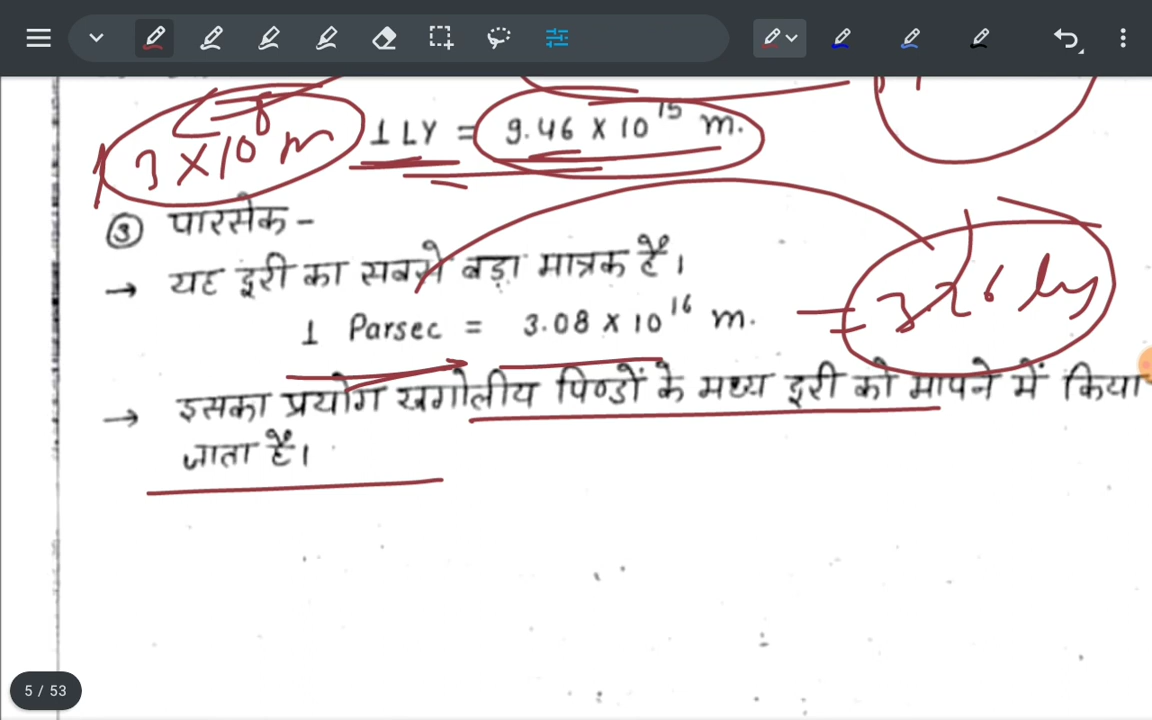 3 X 10⁸ m 1 LY = 9.46 X 10¹⁵ m.
③ पारसेक -
→ यह दूरी का सबसे बड़ा मात्रक है।
1 Parsec = 3.08 X 10¹⁶ m. = 3.26 ly
→ इसका प्रयोग खगोलीय पिण्डों के मध्य दूरी को मापने में किया
जाता है।
5 / 53